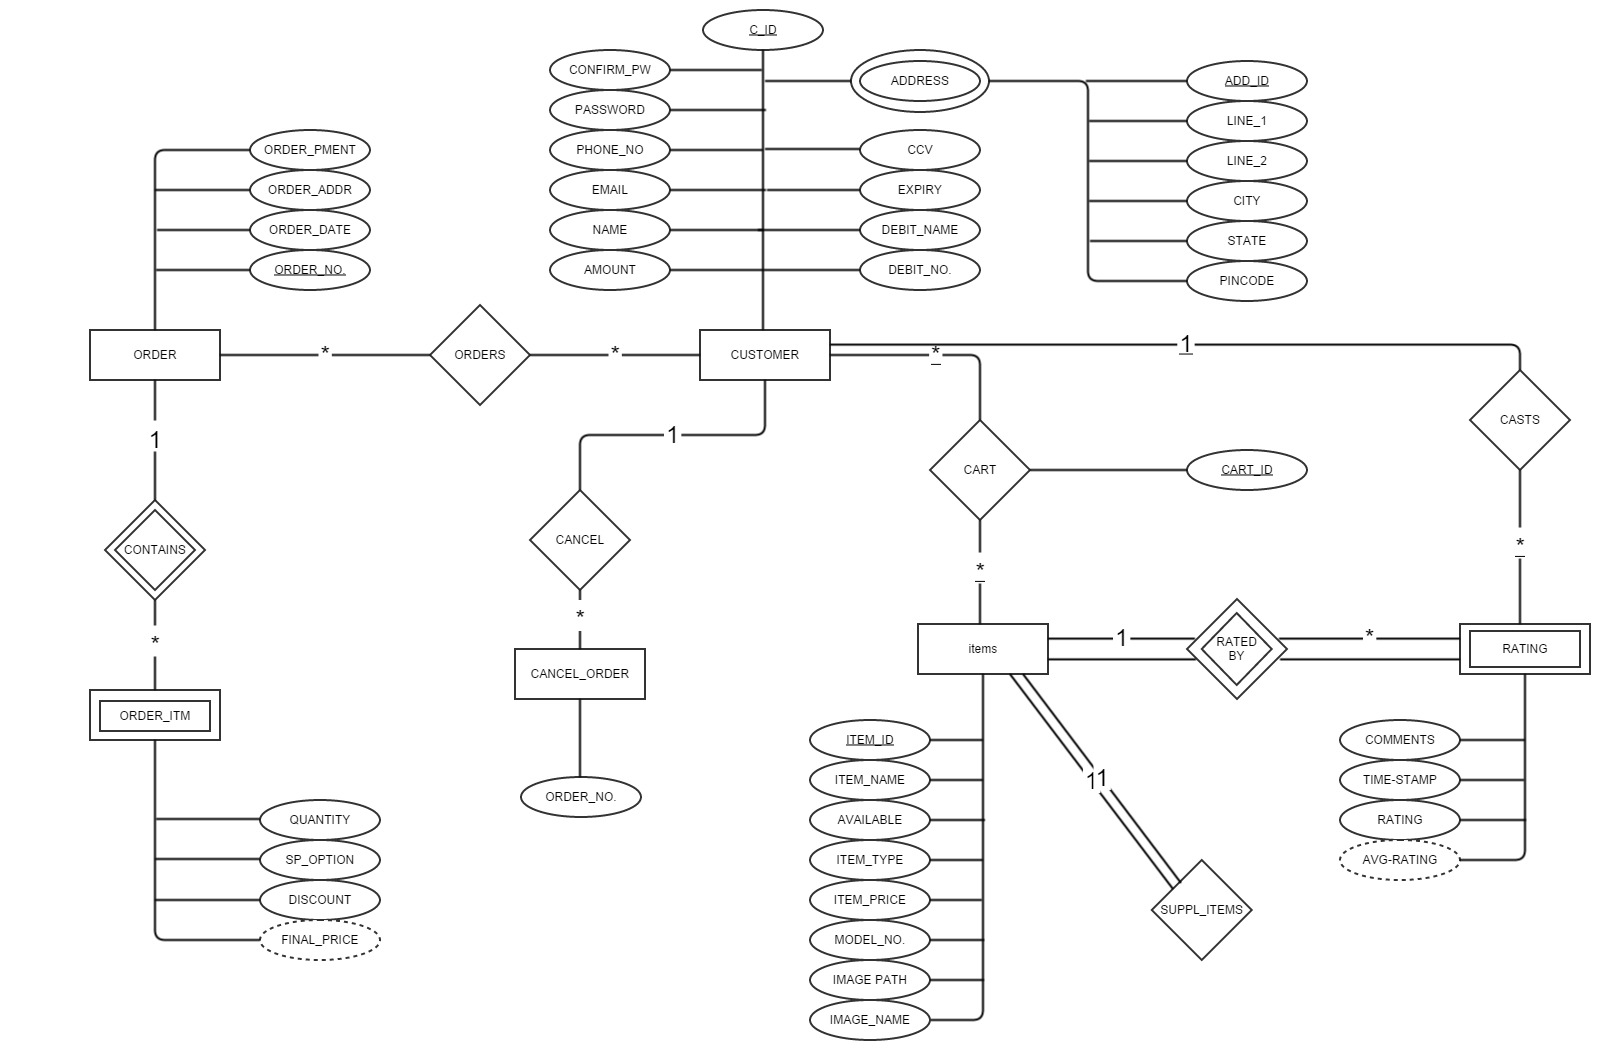 C_ID
CONFIRM_PW
ADDRESS
ADD_ID
PASSWORD
LINE_1
ORDER_PMENT
PHONE_NO
CCV
LINE_2
ORDER_ADDR
EMAIL
EXPIRY
CITY
ORDER_DATE
NAME
DEBIT_NAME
STATE
ORDER_NO.
AMOUNT
DEBIT_NO.
PINCODE
ORDER
*
ORDERS
*
CUSTOMER
*
1
1
1
CASTS
CART
CART_ID
CONTAINS
CANCEL
*
*
*
*
items
1
RATED
BY
*
RATING
CANCEL_ORDER
ORDER_ITM
ITEM_ID
COMMENTS
ITEM_NAME
11
TIME-STAMP
ORDER_NO.
QUANTITY
AVAILABLE
RATING
SP_OPTION
ITEM_TYPE
AVG-RATING
DISCOUNT
ITEM_PRICE
SUPPL_ITEMS
FINAL_PRICE
MODEL_NO.
IMAGE PATH
IMAGE_NAME